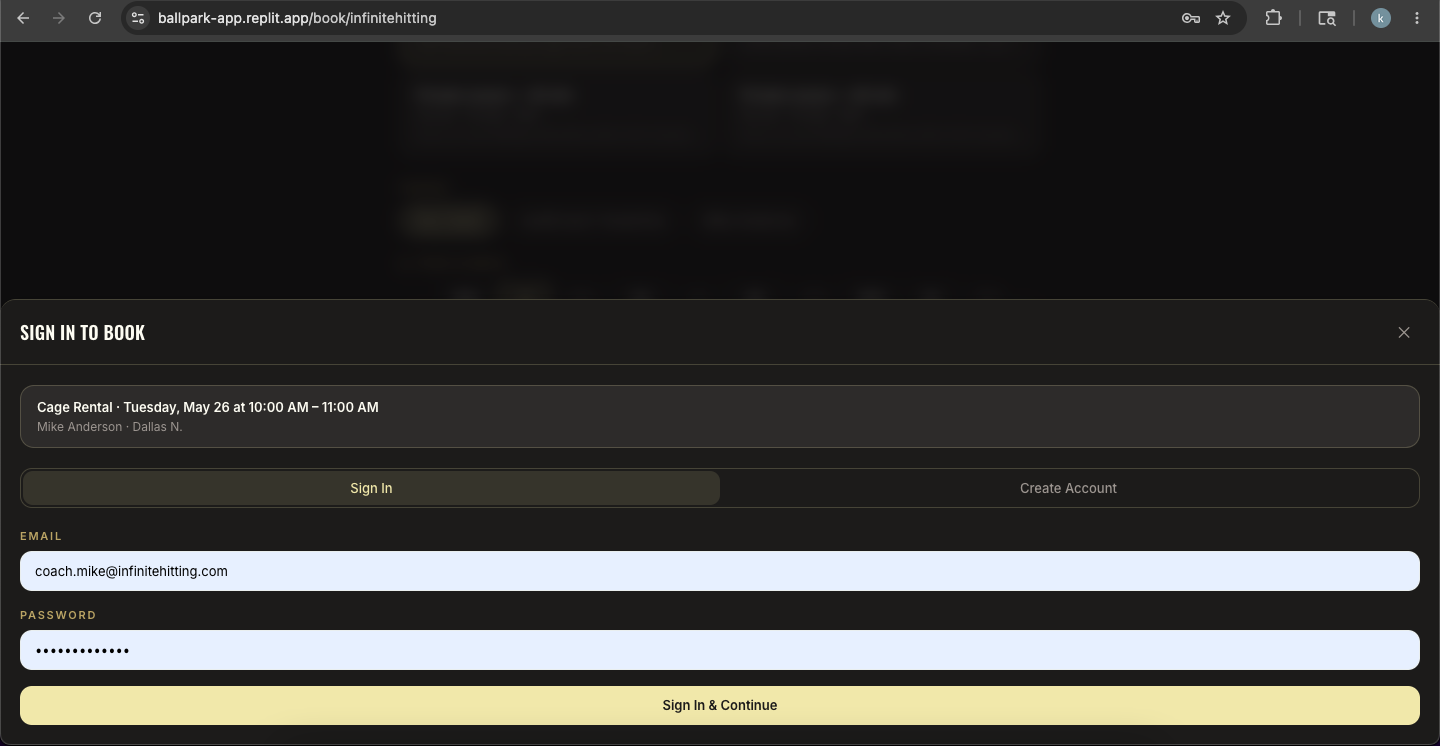 ballpark-app.replit.app/book/infinitehitting
k
SIGN IN TO BOOK
Cage Rental · Tuesday, May 26 at 10:00 AM – 11:00 AM
Mike Anderson · Dallas N.
Sign In
Create Account
EMAIL
coach.mike@infinitehitting.com
PASSWORD
•••••••••••••
Sign In & Continue